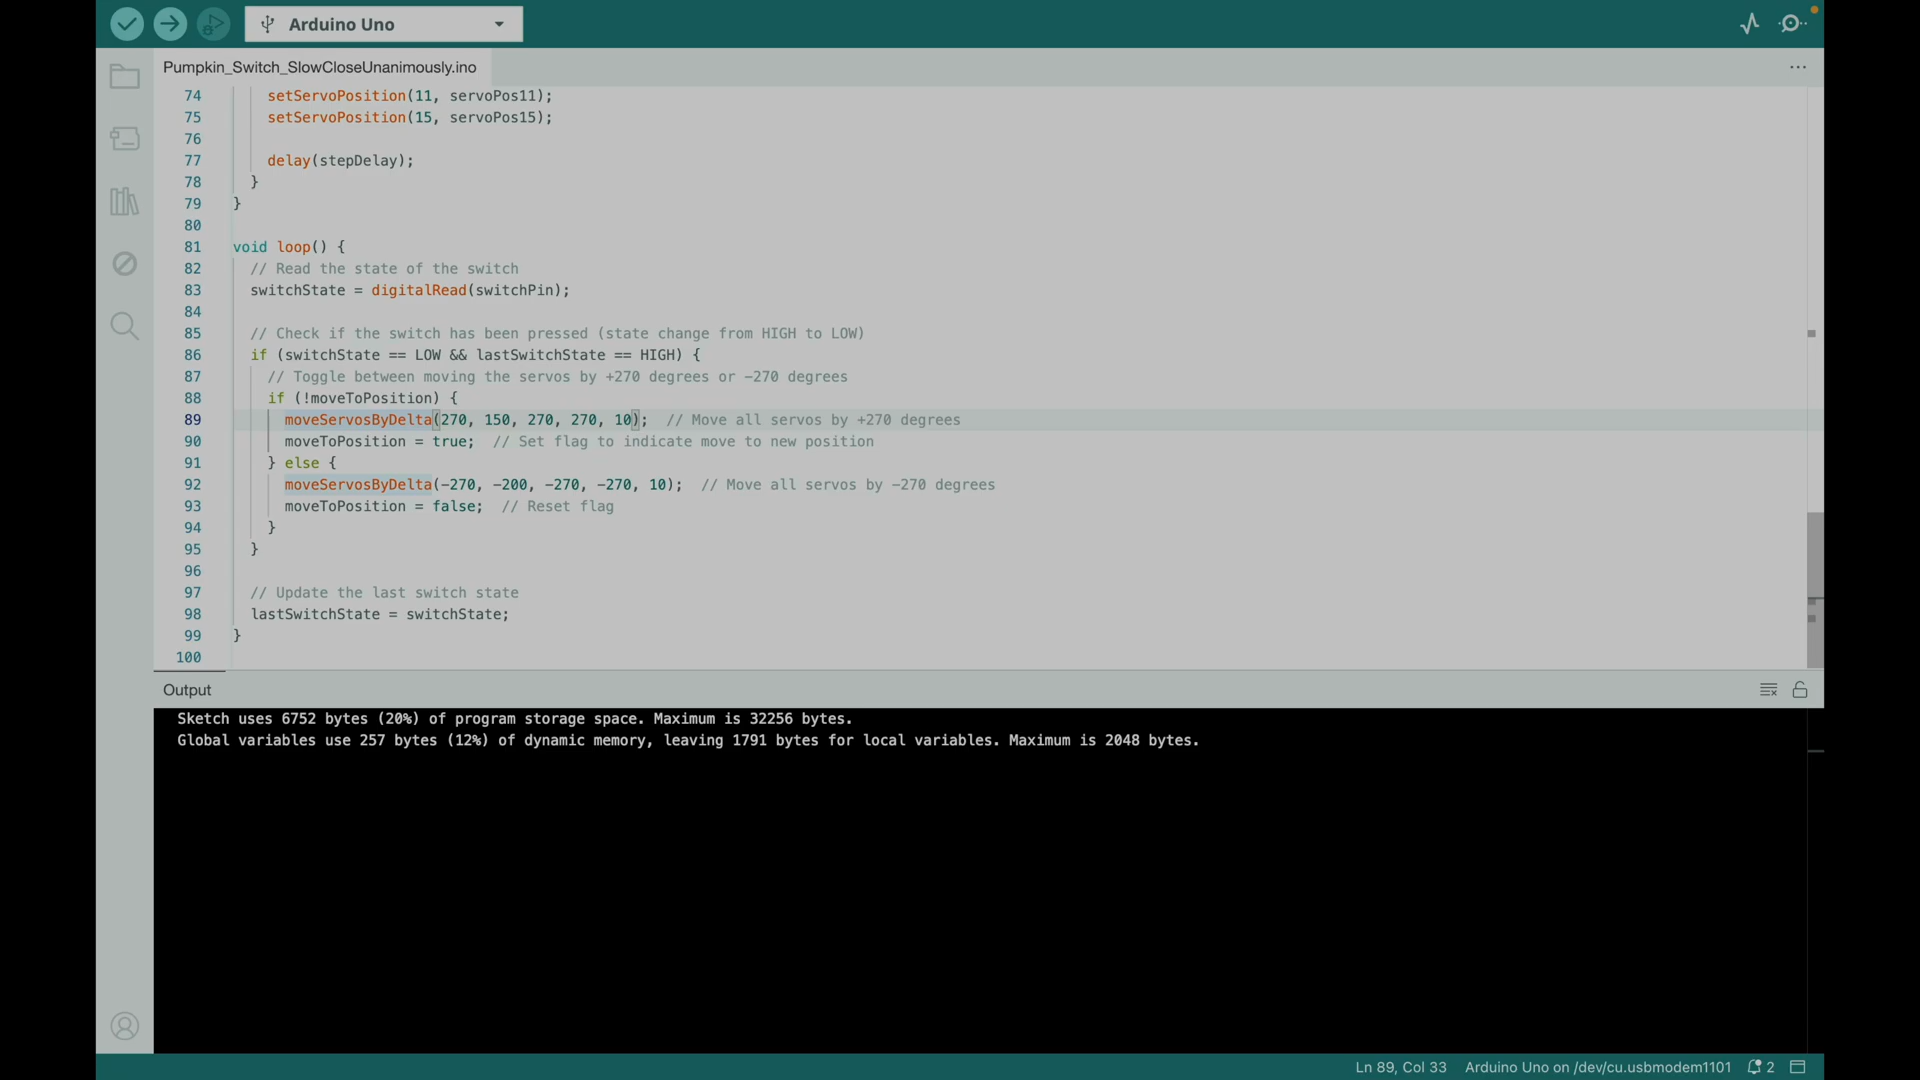 Arduino Uno
Pumpkin_Switch_SlowCloseUnanimously.ino
...
74 setServoPosition(11, servoPos11);
75 setServoPosition(15, servoPos15);
76
77 delay(stepDelay);
78 }
79 }
80
81 void loop() {
82 // Read the state of the switch
83 switchState = digitalRead(switchPin);
84
85 // Check if the switch has been pressed (state change from HIGH to LOW)
86 if (switchState == LOW && lastSwitchState == HIGH) {
87 // Toggle between moving the servos by +270 degrees or -270 degrees
88 if (!moveToPosition) {
89 moveServosByDelta(270, 150, 270, 270, 10); // Move all servos by +270 degrees
90 moveToPosition = true; // Set flag to indicate move to new position
91 } else {
92 moveServosByDelta(-270, -200, -270, -270, 10); // Move all servos by -270 degrees
93 moveToPosition = false; // Reset flag
94 }
95 }
96
97 // Update the last switch state
98 lastSwitchState = switchState;
99 }
100
Output
Sketch uses 6752 bytes (20%) of program storage space. Maximum is 32256 bytes.
Global variables use 257 bytes (12%) of dynamic memory, leaving 1791 bytes for local variables. Maximum is 2048 bytes.
Ln 89, Col 33 Arduino Uno on /dev/cu.usbmodem1101 2